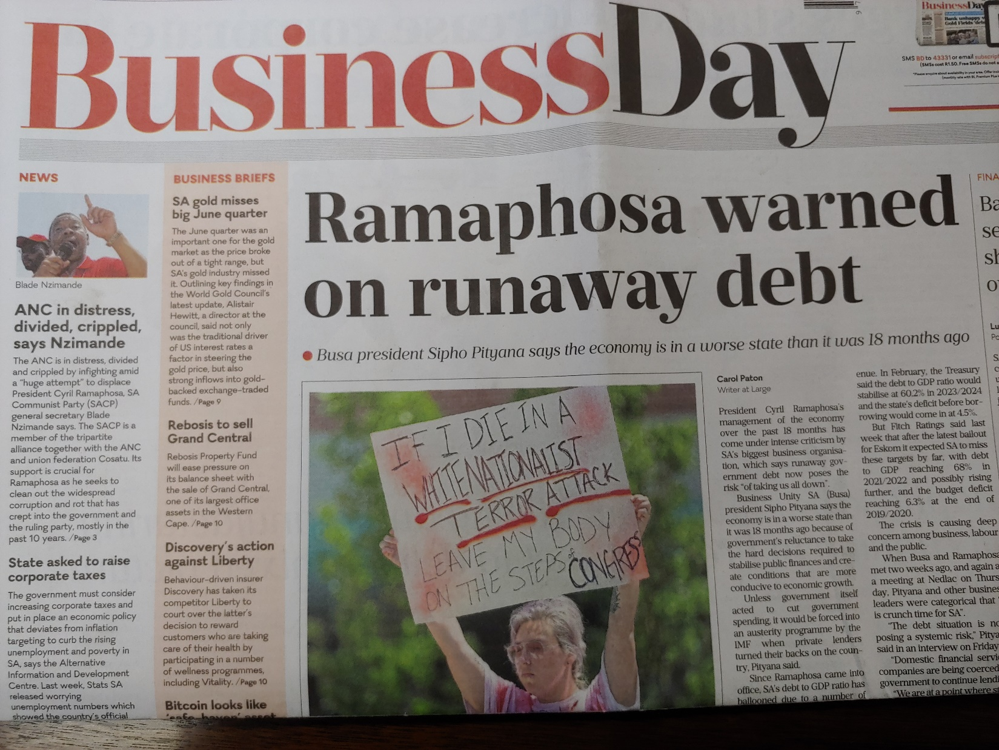 BusinessDay
BusinessDay
Bank unhappy
Gold Fields
SMS BD to 43331 or email
(SMSs cost R1.50. Free SMSs do not
NEWS
Blade Nzimande
ANC in distress,
divided, crippled,
says Nzimande
The ANC is in distress, divided
and crippled by infighting amid
a "huge attempt" to displace
President Cyril Ramaphosa, SA
Communist Party (SACP)
general secretary Blade
Nzimande says. The SACP is a
member of the tripartite
alliance together with the ANC
and union federation Cosatu. Its
support is crucial for
Ramaphosa as he seeks to
clean out the widespread
corruption and rot that has
crept into the government and
the ruling party, mostly in the
past 10 years. /Page 3
State asked to raise
corporate taxes
The government must consider
increasing corporate taxes and
put in place an economic policy
that deviates from inflation
targeting to curb the rising
unemployment and poverty in
SA, says the Alternative
Information and Development
Centre. Last week, Stats SA
released worrying
unemployment numbers which
showed the country's official
BUSINESS BRIEFS
SA gold misses
big June quarter
The June quarter was an
important one for the gold
market as the price broke
out of a tight range, but
SA's gold industry missed
it. Outlining key findings in
the World Gold Council's
latest update, Alistair
Hewitt, a director at the
council, said not only
was the traditional driver
of US interest rates a
factor in steering the
gold price, but also
strong inflows into gold-
backed exchange-traded
funds. /Page 9
Rebosis to sell
Grand Central
Rebosis Property Fund
will ease pressure on
its balance sheet with
the sale of Grand Central,
one of its largest office
assets in the Western
Cape. /Page 10
Discovery's action
against Liberty
Behaviour-driven insurer
Discovery has taken its
competitor Liberty to
court over the latter's
decision to reward
customers who are taking
care of their health by
participating in a number
of wellness programmes,
including Vitality. /Page 10
Bitcoin looks like
'safe-haven' asset
Ramaphosa warned
on runaway debt
Busa president Sipho Pityana says the economy is in a worse state than it was 18 months ago
IF I DIE IN A
WHITE NATIONALIST
TERROR ATTACK
LEAVE MY BODY
ON THE STEPS of CONGRESS
Carol Paton
Writer at Large
President Cyril Ramaphosa's
management of the economy
over the past 18 months has
come under intense criticism by
SA's biggest business organisa-
tion, which says runaway gov-
ernment debt now poses the
risk "of taking us all down".
Business Unity SA (Busa)
president Sipho Pityana says the
economy is in a worse state than
it was 18 months ago because of
government's reluctance to take
the hard decisions required to
stabilise public finances and cre-
ate conditions that are more
conducive to economic growth.
Unless government itself
acted to cut government
spending, it would be forced into
an austerity programme by the
IMF when private lenders
turned their backs on the coun-
try, Pityana said.
Since Ramaphosa came into
office, SA's debt to GDP ratio has
ballooned due to a number of
enue. In February, the Treasury
said the debt to GDP ratio would
stabilise at 60.2% in 2023/2024
and the state's deficit before bor-
rowing would come in at 4.5%.
But Fitch Ratings said last
week that after the latest bailout
for Eskom it expected SA to miss
these targets by far, with debt
to GDP reaching 68% in
2021/2022 and possibly rising
further, and the budget deficit
reaching 6.3% at the end of
2019/2020.
The crisis is causing deep
concern among business, labour
and the public.
When Busa and Ramaphosa
met two weeks ago, and again a
a meeting at Nedlac on Thurs
day, Pityana and other busines
leaders were categorical that
is crunch time for SA".
"The debt situation is no
posing a systemic risk," Pitya
said in an interview on Friday
"Domestic financial servi
companies are being coerced
government to continue lendi
"We are at a point where
FINA
Ba
se
sh